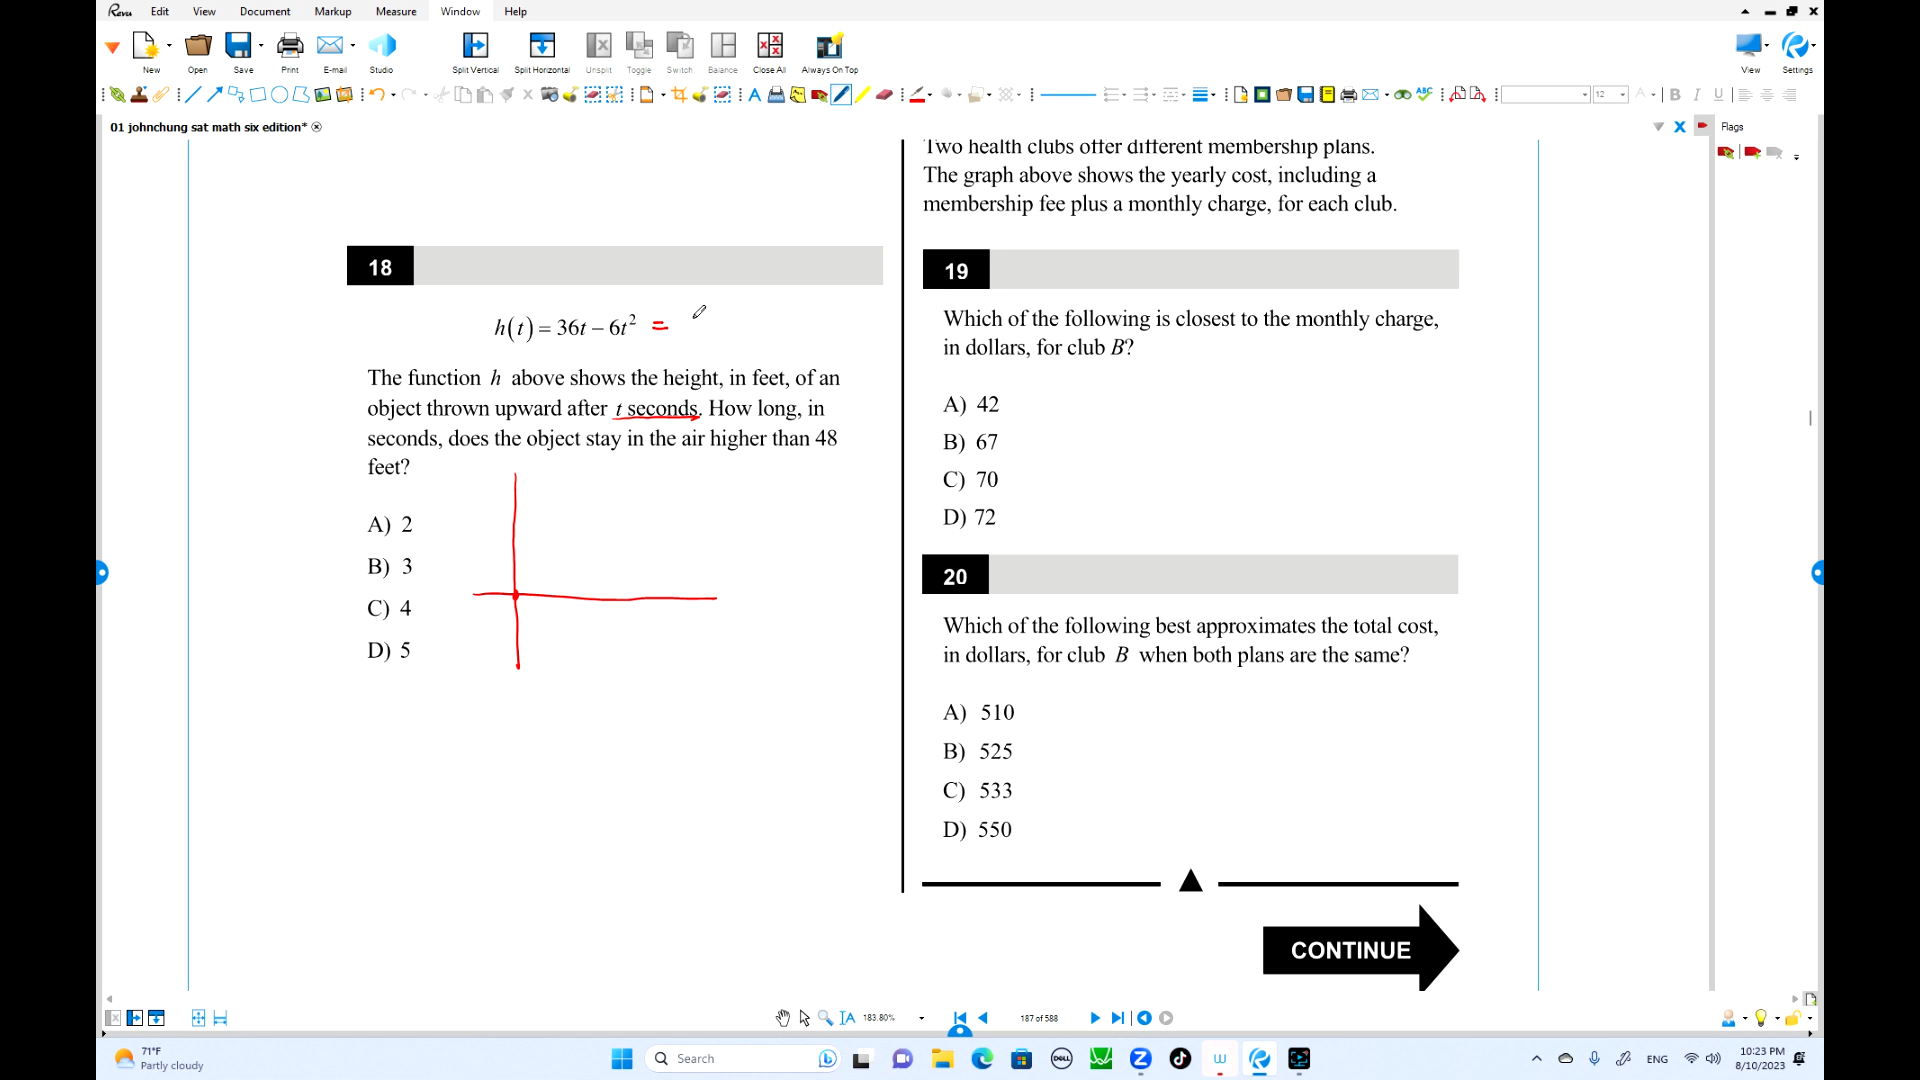 Revu Edit View Document Markup Measure Window Help
New Open Save Print E-mail Studio Split Vertical Split Horizontal Unsplit Toggle Switch Balance Close All Always On Top View Settings
12 B I U
01 johnchung sat math six edition*
Flags
Two health clubs offer different membership plans.
The graph above shows the yearly cost, including a
membership fee plus a monthly charge, for each club.
18
h(t) = 36t – 6t² =
The function h above shows the height, in feet, of an
object thrown upward after t seconds. How long, in
seconds, does the object stay in the air higher than 48
feet?
A) 2
B) 3
C) 4
D) 5
19
Which of the following is closest to the monthly charge,
in dollars, for club B?
A) 42
B) 67
C) 70
D) 72
20
Which of the following best approximates the total cost,
in dollars, for club B when both plans are the same?
A) 510
B) 525
C) 533
D) 550
CONTINUE
183.80%
187 of 588
71°F
Partly cloudy
Search
DELL
ENG
10:23 PM
8/10/2023